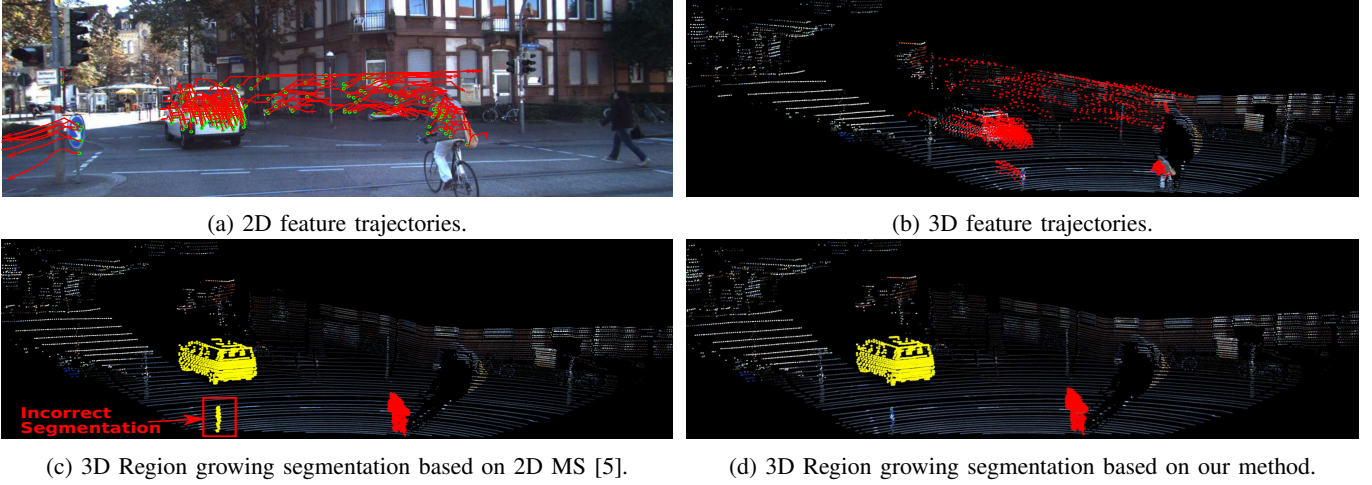 (a) 2D feature trajectories.
(b) 3D feature trajectories.
Incorrect
Segmentation
(c) 3D Region growing segmentation based on 2D MS [5].
(d) 3D Region growing segmentation based on our method.